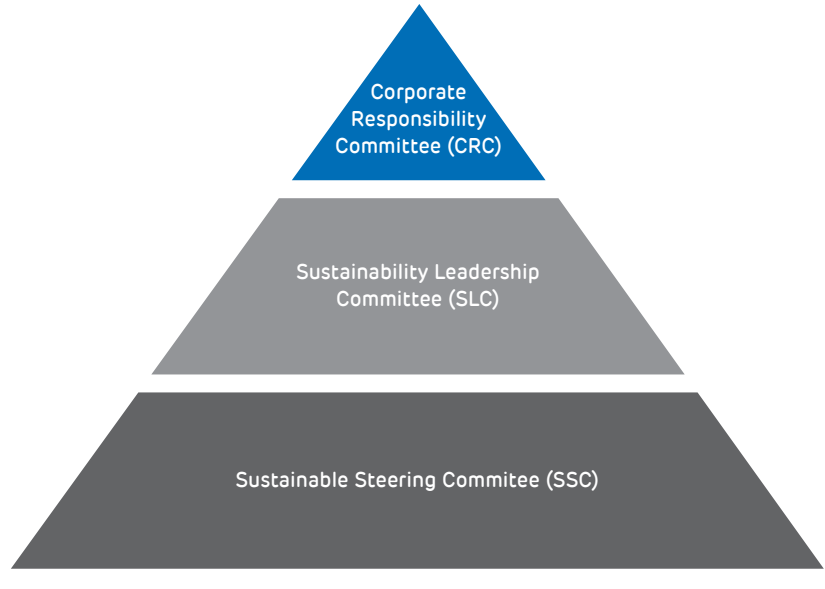 Corporate
Responsibility
Committee (CRC)
Sustainability Leadership
Committee (SLC)
Sustainable Steering Commitee (SSC)